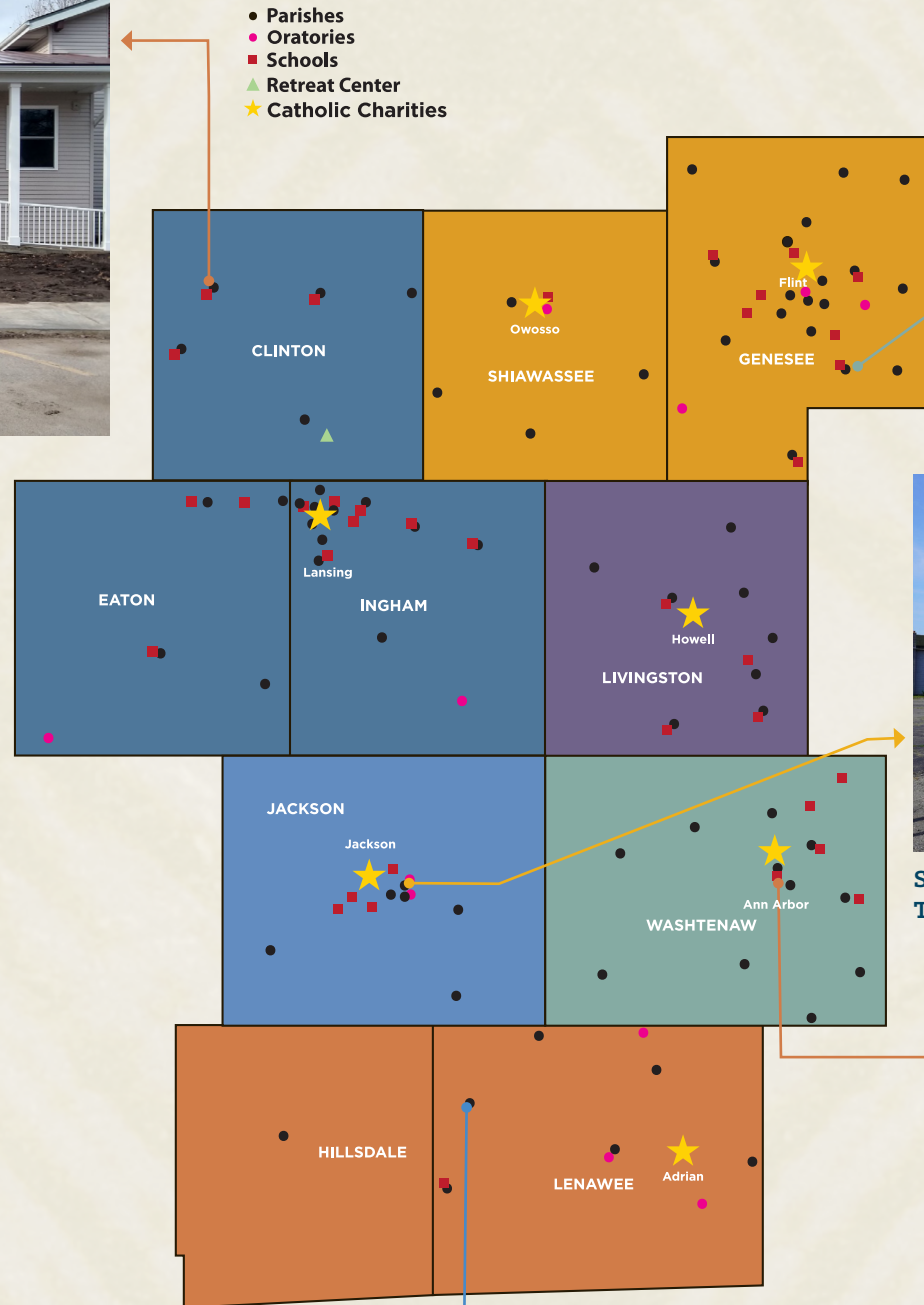 Parishes
Oratories
Schools
Retreat Center
Catholic Charities
Flint
CLINTON
Owosso
SHIAWASSEE
GENESEE
Lansing
EATON
INGHAM
Howell
LIVINGSTON
JACKSON
Jackson
Ann Arbor
WASHTENAW
S
T
HILLSDALE
LENAWEE
Adrian